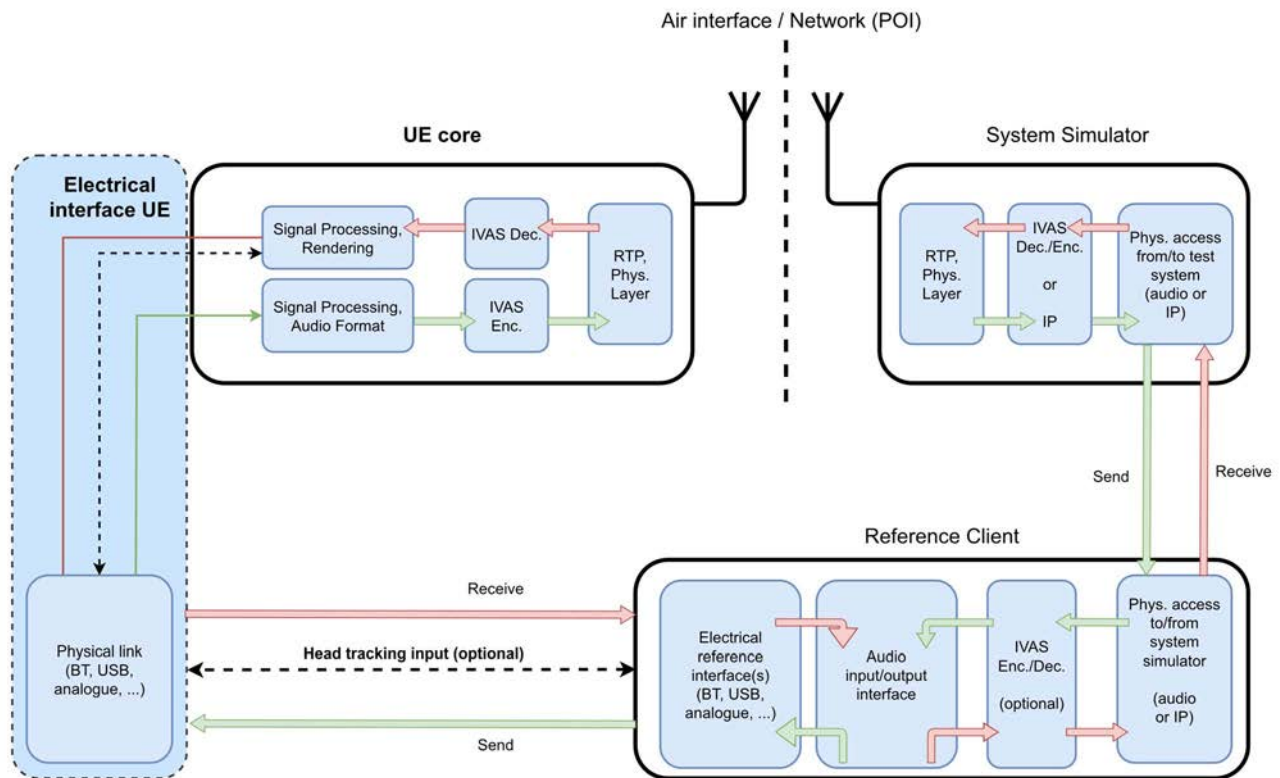 Air interface / Network (POI)
UE core
System Simulator
Electrical
interface UE
Signal Processing,
Rendering
IVAS Dec.
RTP,
Phys.
Layer
Signal Processing,
Audio Format
IVAS
Enc.
RTP,
Phys.
Layer
IVAS
Dec./Enc.
or
IP
Phys. access
from/to test
system
(audio or
IP)
Send
Receive
Reference Client
Physical link
(BT, USB,
analogue, ...)
Receive
Head tracking input (optional)
Send
Electrical
reference
interface(s)
(BT, USB,
analogue, ...)
Audio
input/output
interface
IVAS
Enc./Dec.
(optional)
Phys. access
to/from
system
simulator
(audio
or IP)